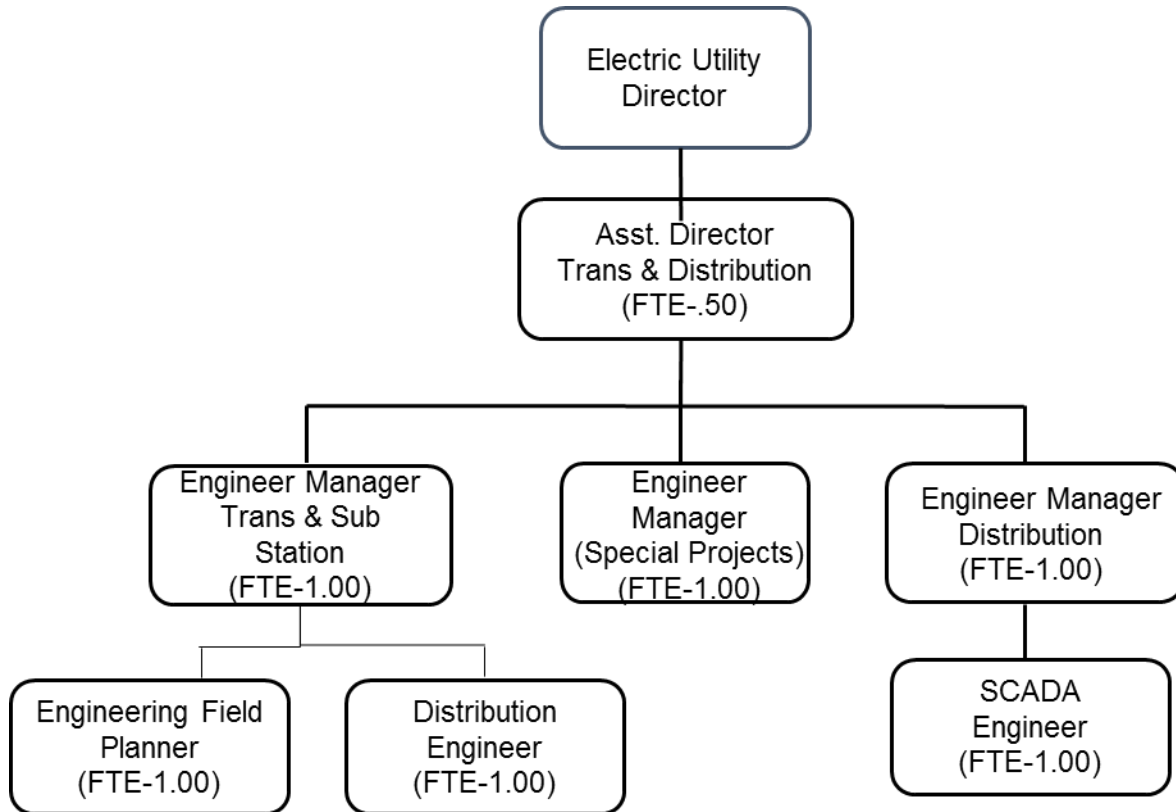 Electric Utility
Director
Asst. Director
Trans & Distribution
(FTE-.50)
Engineer Manager
Trans & Sub
Station
(FTE-1.00)
Engineer
Manager
(Special Projects)
(FTE-1.00)
Engineer Manager
Distribution
(FTE-1.00)
Engineering Field
Planner
(FTE-1.00)
Distribution
Engineer
(FTE-1.00)
SCADA
Engineer
(FTE-1.00)